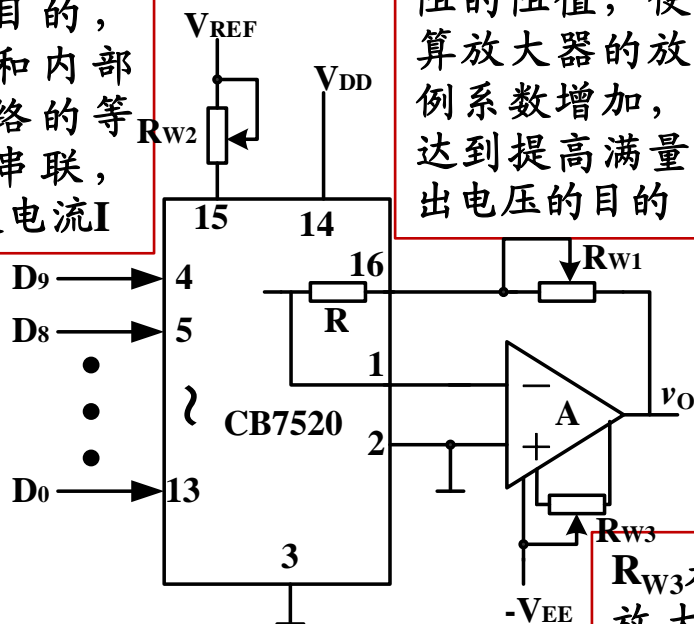 目的，
和内部
络的等
串联，
电流I
阻的阻值，使
算放大器的放
例系数增加，
达到提高满量
出电压的目的
VREF
VDD
RW2
15
14
16
RW1
D9
4
R
D8
5
1
vO
~
CB7520
A
2
D0
13
3
RW3
-VEE
RW3
放大